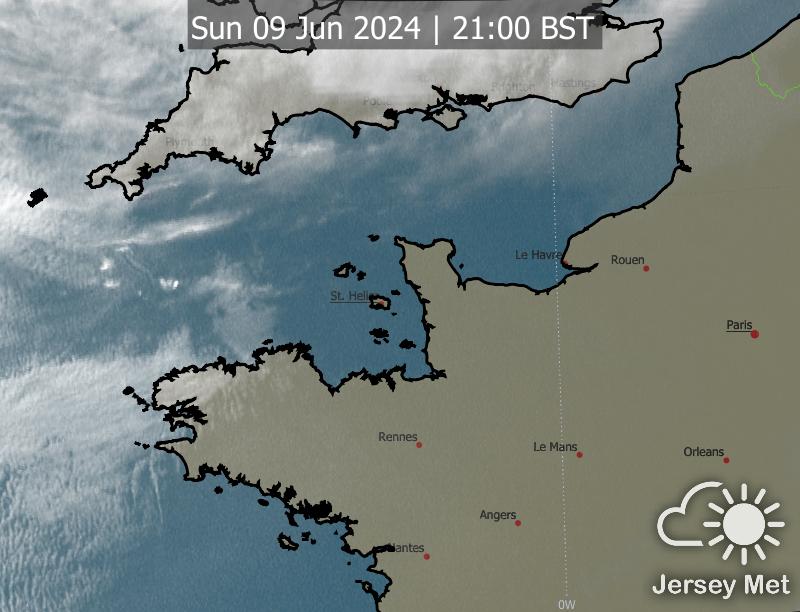 Sun 09 Jun 2024 | 21:00 BST
Brighton
Hastings
Plymouth
Le Havre
Rouen
St. Helier
Paris
Rennes
Le Mans
Orleans
Angers
Nantes
Jersey Met
0W